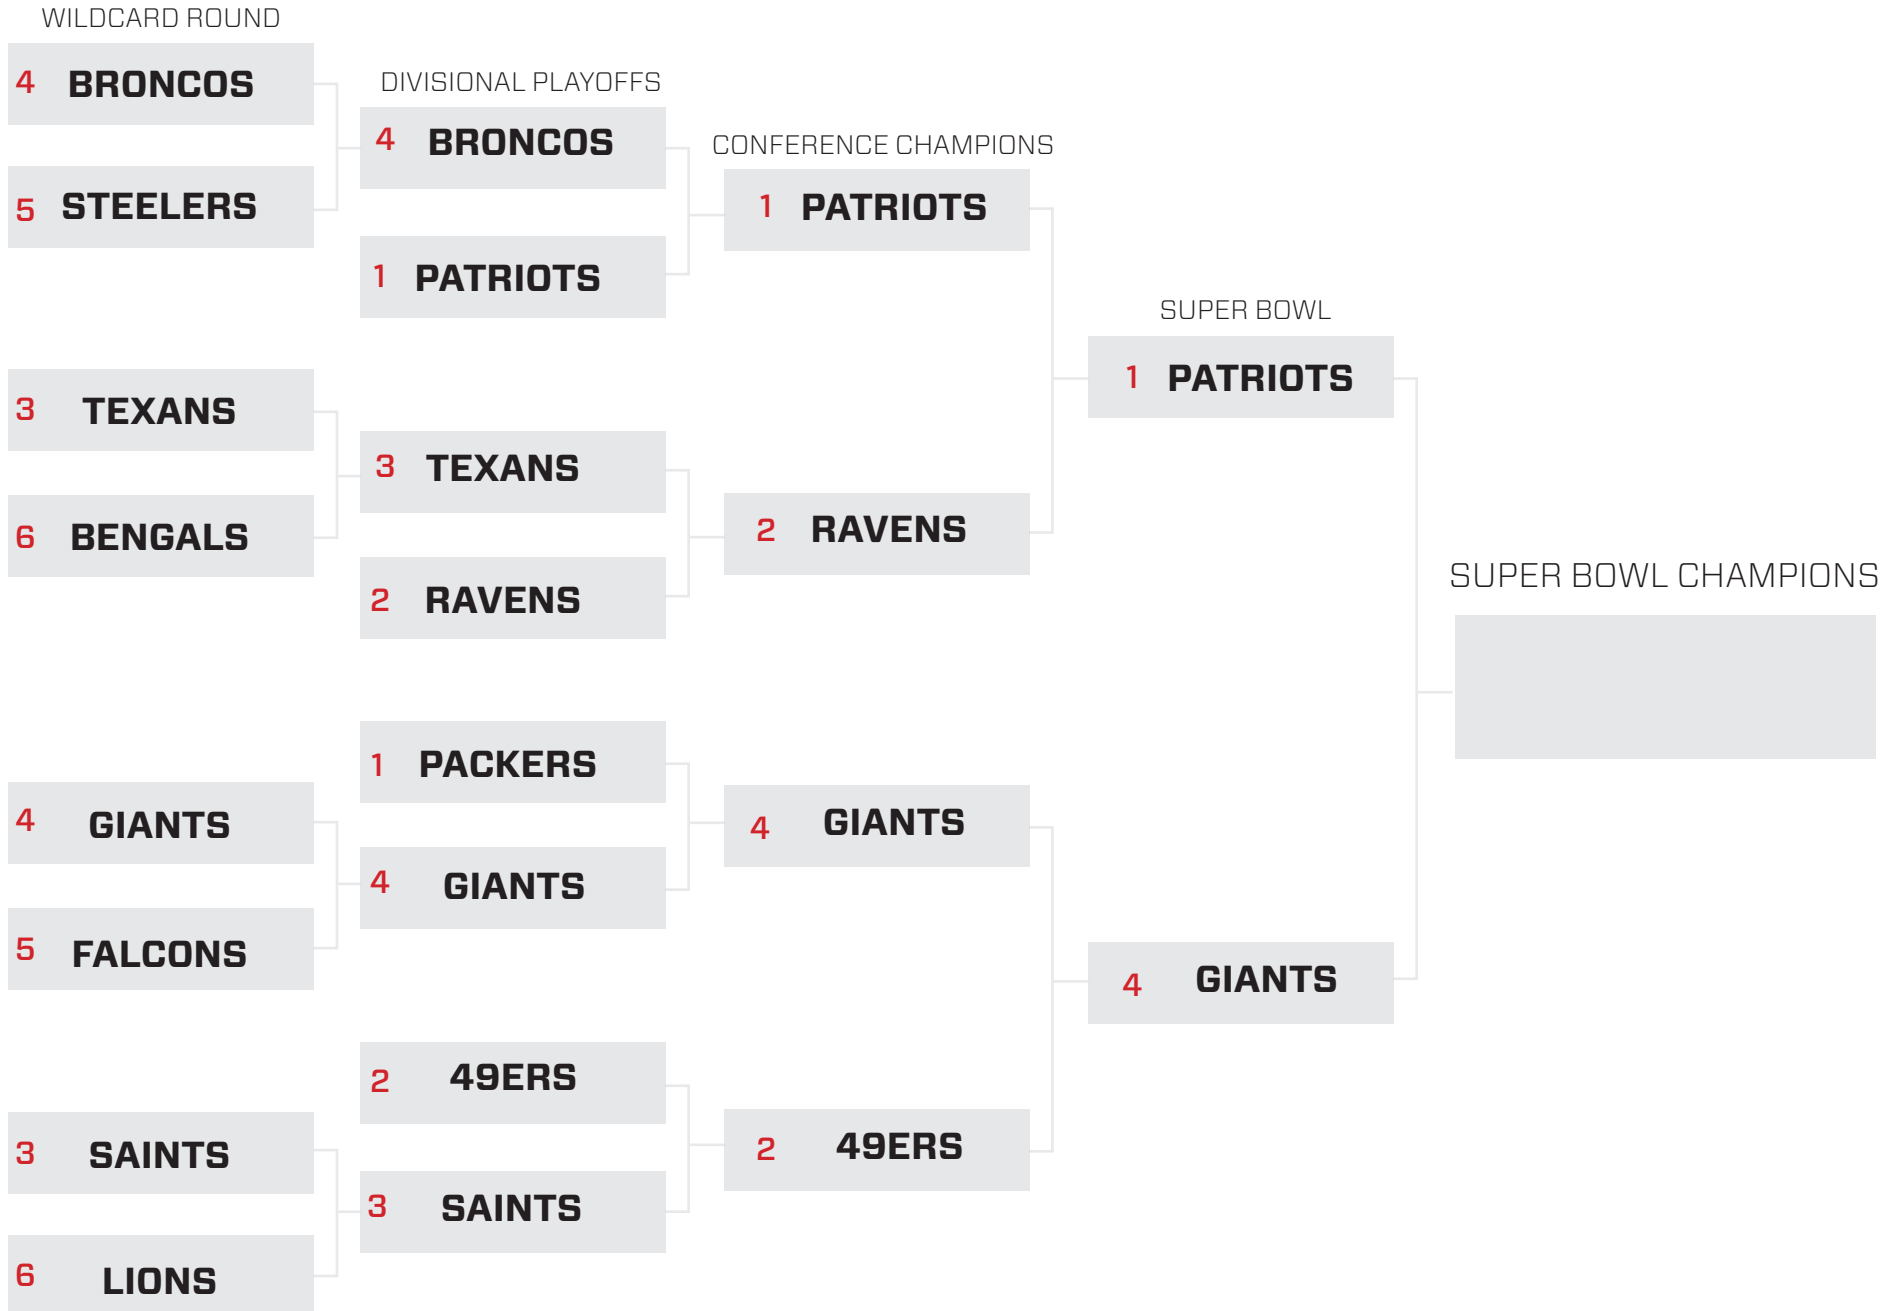 WILDCARD ROUND
4 BRONCOS
5 STEELERS
3 TEXANS
6 BENGALS
4 GIANTS
5 FALCONS
3 SAINTS
6 LIONS
DIVISIONAL PLAYOFFS
4 BRONCOS
1 PATRIOTS
3 TEXANS
2 RAVENS
1 PACKERS
4 GIANTS
2 49ERS
3 SAINTS
CONFERENCE CHAMPIONS
1 PATRIOTS
2 RAVENS
4 GIANTS
2 49ERS
SUPER BOWL
1 PATRIOTS
4 GIANTS
SUPER BOWL CHAMPIONS